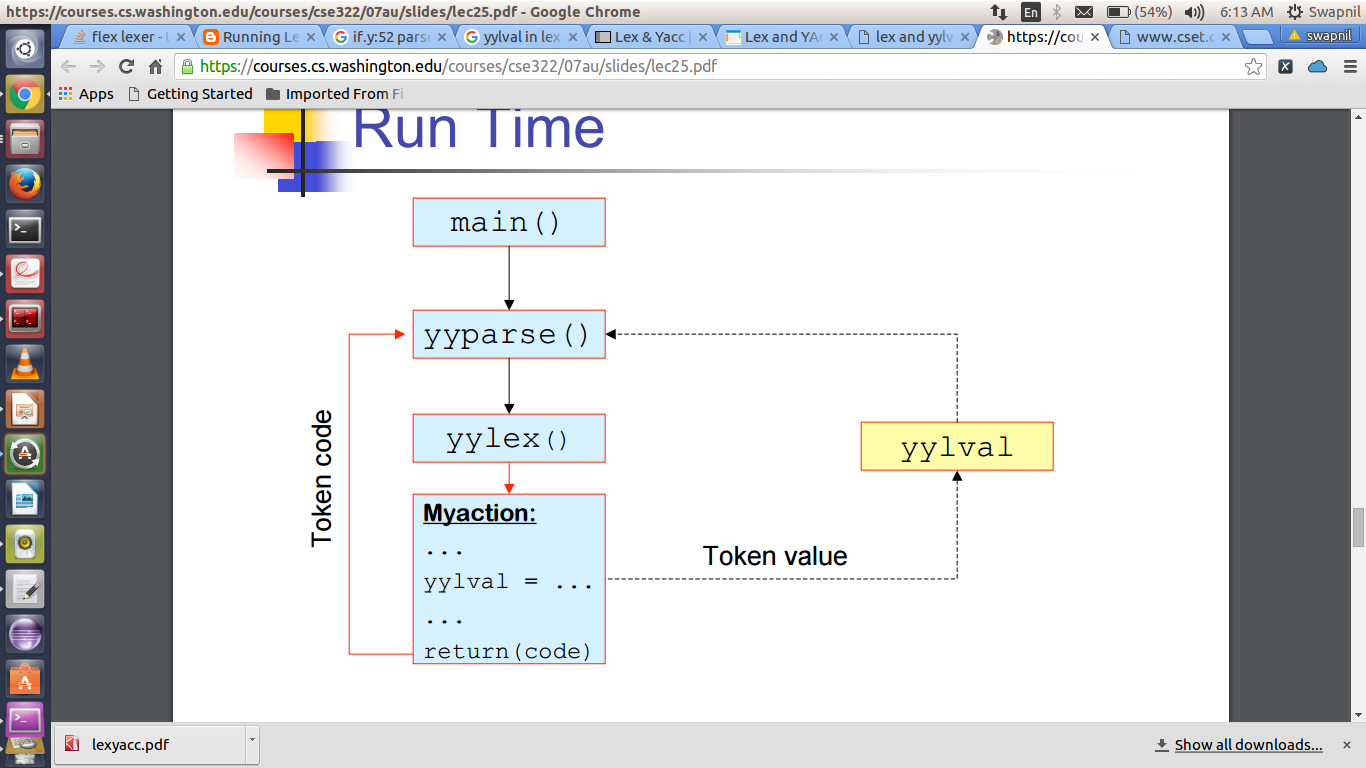 https://courses.cs.washington.edu/courses/cse322/07au/slides/lec25.pdf - Google Chrome
En
(54%)
6:13 AM
Swapnil
flex lexer -
Running Le
if.y:52 pars
yylval in lex
Lex & Yacc |
Lex and YA
lex and yylv
https://cou
www.cset.
swapnil
https://courses.cs.washington.edu/courses/cse322/07au/slides/lec25.pdf
Apps
Getting Started
Imported From Fi
Run Time
main()
yyparse()
Token code
yylex()
yylval
Myaction:
...
yylval = ...
...
return(code)
Token value
lexyacc.pdf
Show all downloads...